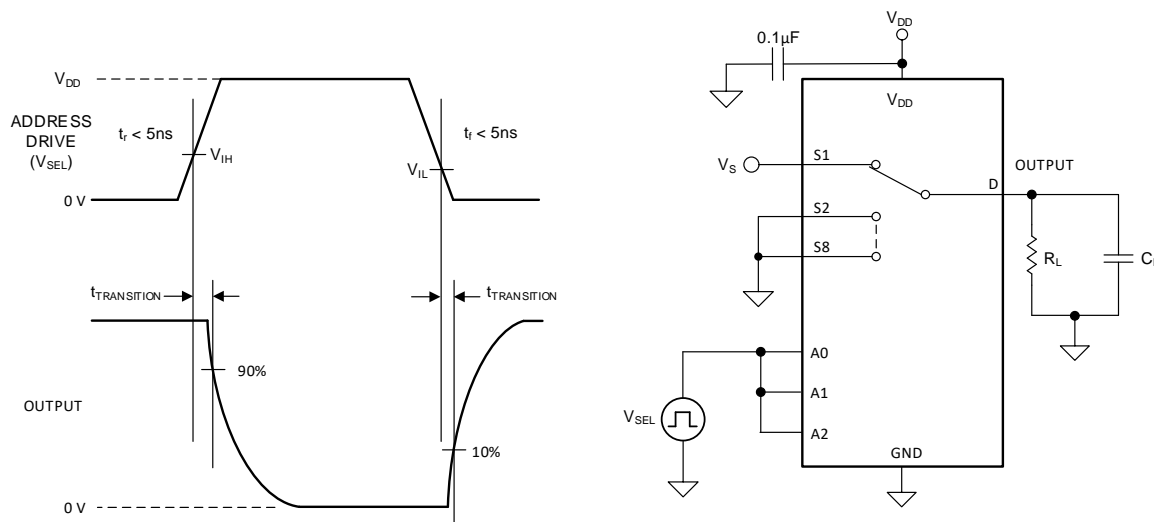 VDD
ADDRESS
DRIVE
(VSEL)
tr < 5ns
tf < 5ns
VIH
VIL
0 V
tTRANSITION
tTRANSITION
90%
OUTPUT
10%
0 V
VDD
0.1µF
VDD
VS
S1
OUTPUT
D
S2
S8
RL
A0
A1
VSEL
A2
GND